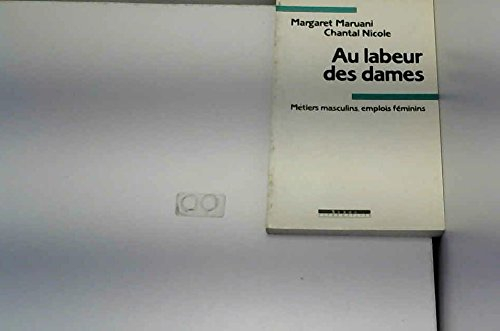 Margaret Maruani
Chantal Nicole
Au labeur
des dames
Métiers masculins, emplois féminins